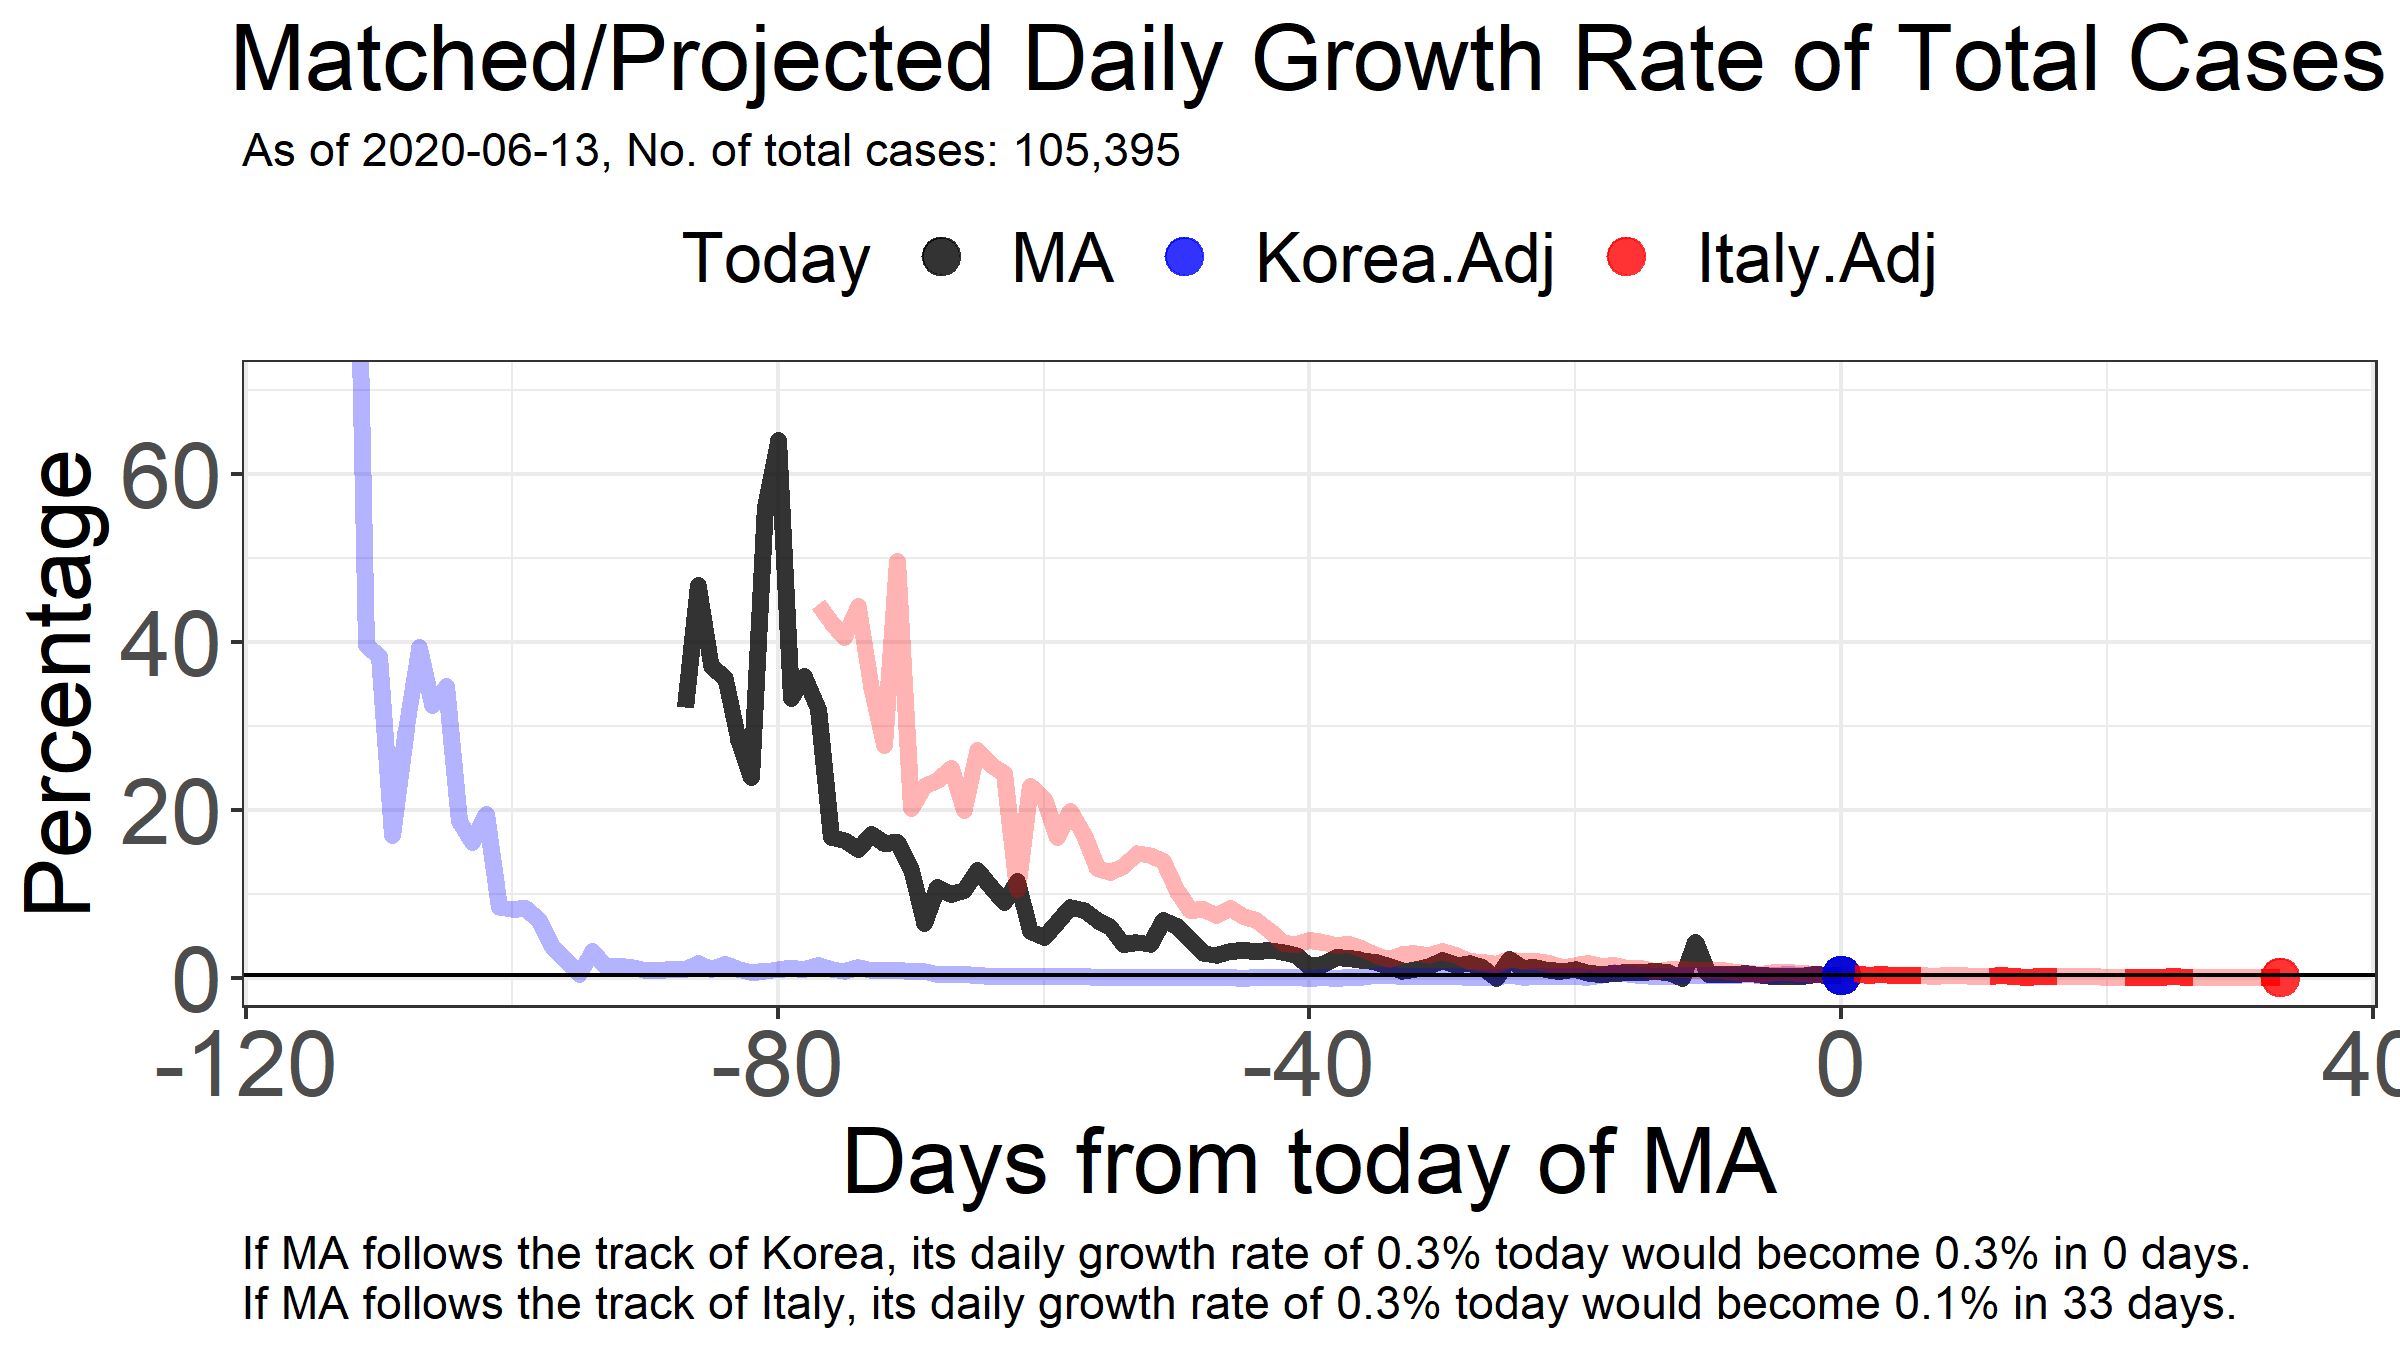 Matched/Projected Daily Growth Rate of Total Cases
As of 2020-06-13, No. of total cases: 105,395
Today MA Korea.Adj Italy.Adj
Percentage
60
40
20
0
-120 -80 -40 0 40
Days from today of MA
If MA follows the track of Korea, its daily growth rate of 0.3% today would become 0.3% in 0 days.
If MA follows the track of Italy, its daily growth rate of 0.3% today would become 0.1% in 33 days.